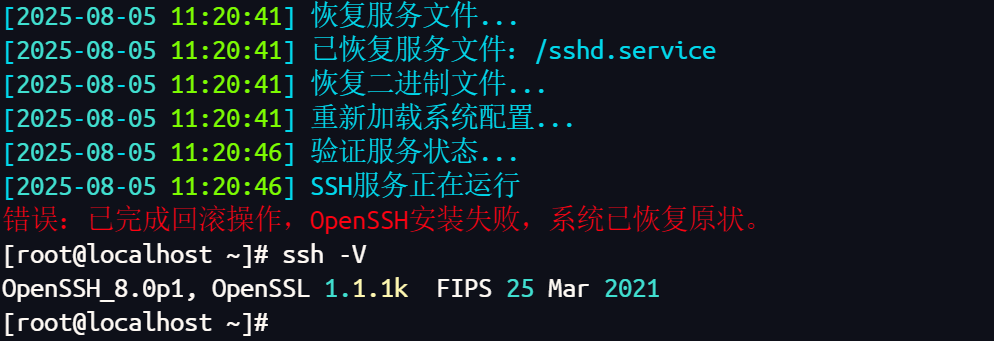 [2025-08-05 11:20:41] 恢复服务文件...
[2025-08-05 11:20:41] 已恢复服务文件：/sshd.service
[2025-08-05 11:20:41] 恢复二进制文件...
[2025-08-05 11:20:41] 重新加载系统配置...
[2025-08-05 11:20:46] 验证服务状态...
[2025-08-05 11:20:46] SSH服务正在运行
错误：已完成回滚操作，OpenSSH安装失败，系统已恢复原状。
[root@localhost ~]# ssh -V
OpenSSH_8.0p1, OpenSSL 1.1.1k  FIPS 25 Mar 2021
[root@localhost ~]#